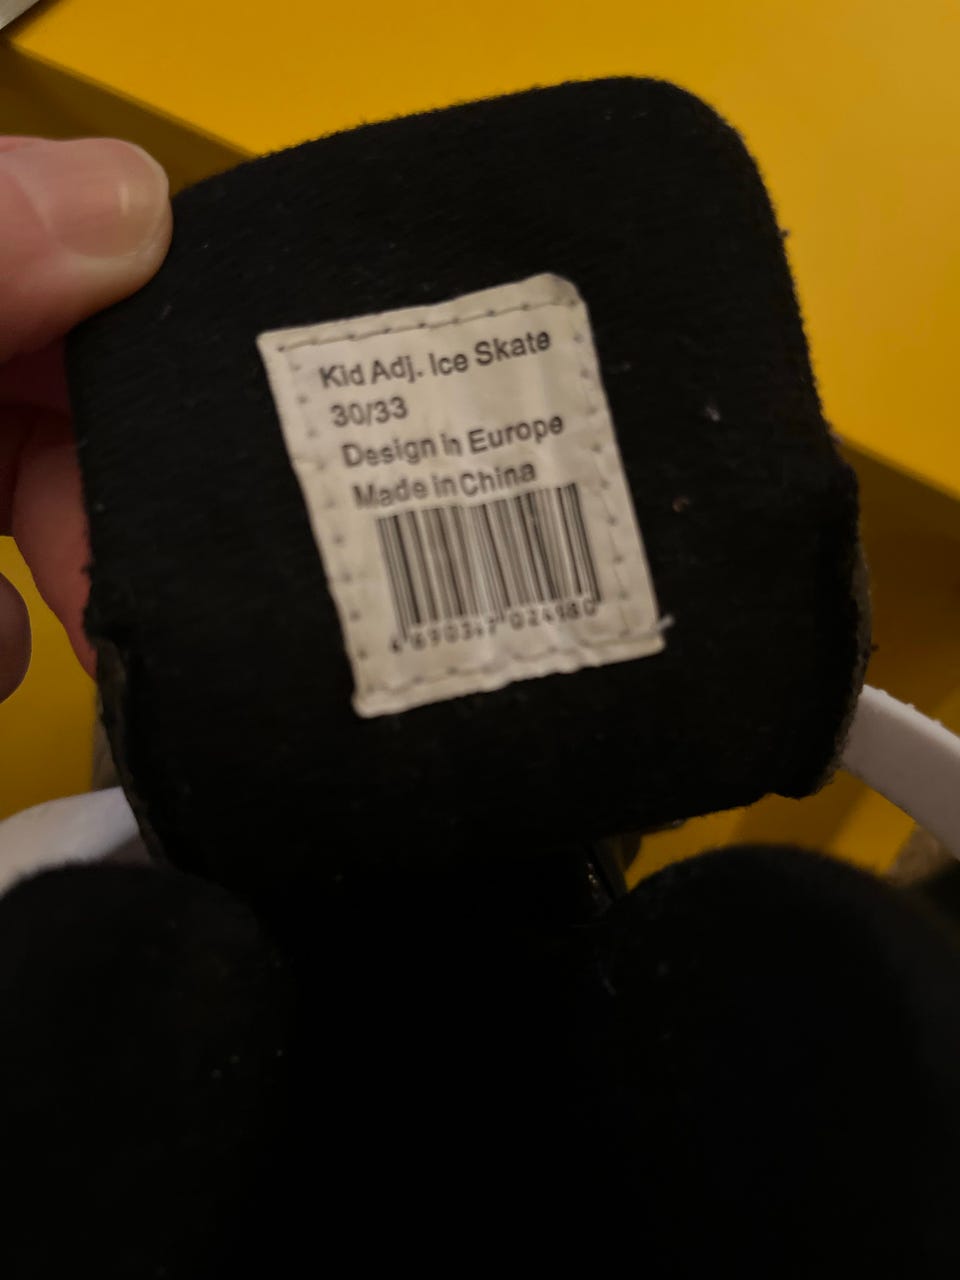 Kid Adj. Ice Skate
30/33
Design in Europe
Made in China